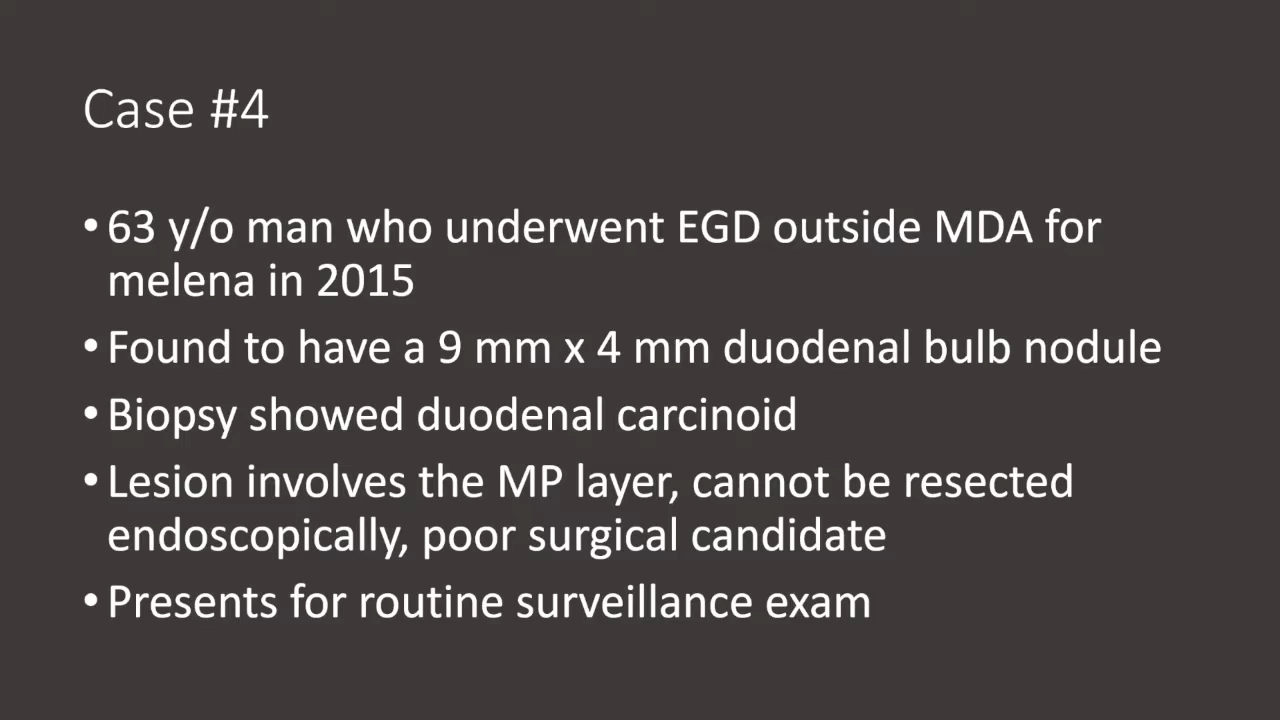 Case #4
• 63 y/o man who underwent EGD outside MDA for
melena in 2015
• Found to have a 9 mm x 4 mm duodenal bulb nodule
• Biopsy showed duodenal carcinoid
• Lesion involves the MP layer, cannot be resected
endoscopically, poor surgical candidate
• Presents for routine surveillance exam